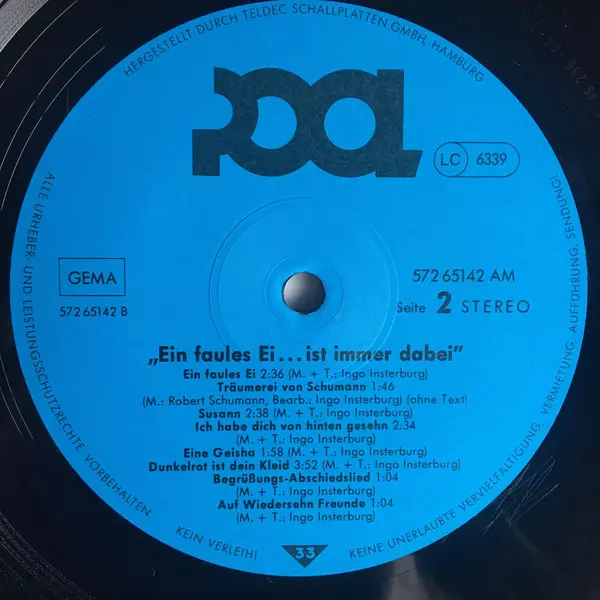 HERGESTELLT DURCH TELDEC SCHALLPLATTEN GMBH, HAMBURG
POOL
LC 6339
GEMA
572 65142 B
572 65142 AM
Seite 2 STEREO
„Ein faules Ei...ist immer dabei”
Ein faules Ei 2:36 (M. + T.: Ingo Insterburg)
Träumerei von Schumann 1:46
(M.: Robert Schumann, Bearb.: Ingo Insterburg) (ohne Text)
Susann 2:38 (M. + T.: Ingo Insterburg)
Ich habe dich von hinten gesehn 2:34
(M. + T.: Ingo Insterburg)
Eine Geisha 1:58 (M. + T.: Ingo Insterburg)
Dunkelrot ist dein Kleid 3:52 (M. + T.: Ingo Insterburg)
Begrüßungs-Abschiedslied 1:04
(M. + T.: Ingo Insterburg)
Auf Wiedersehn Freunde 1:04
(M. + T.: Ingo Insterburg)
33
ALLE URHEBER- UND LEISTUNGSSCHUTZRECHTE VORBEHALTEN.
KEIN VERLEIH!
KEINE UNERLAUBTE VERVIELFÄLTIGUNG, VERMIETUNG, AUFFÜHRUNG, SENDUNG!